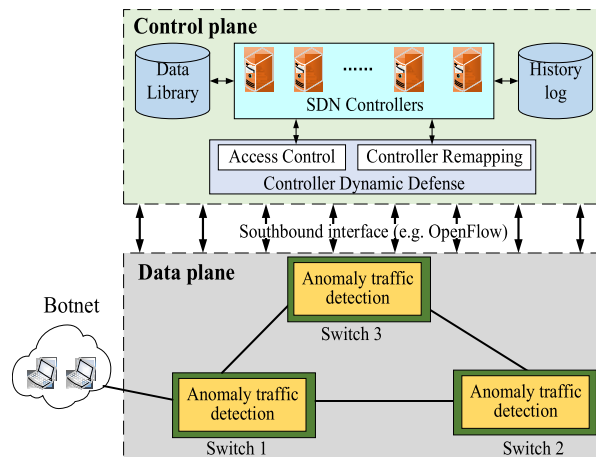 Control plane
Data
Library
......
SDN Controllers
History
log
Access Control
Controller Remapping
Controller Dynamic Defense
Southbound interface (e.g. OpenFlow)
Data plane
Anomaly traffic
detection
Switch 3
Botnet
Anomaly traffic
detection
Switch 1
Anomaly traffic
detection
Switch 2